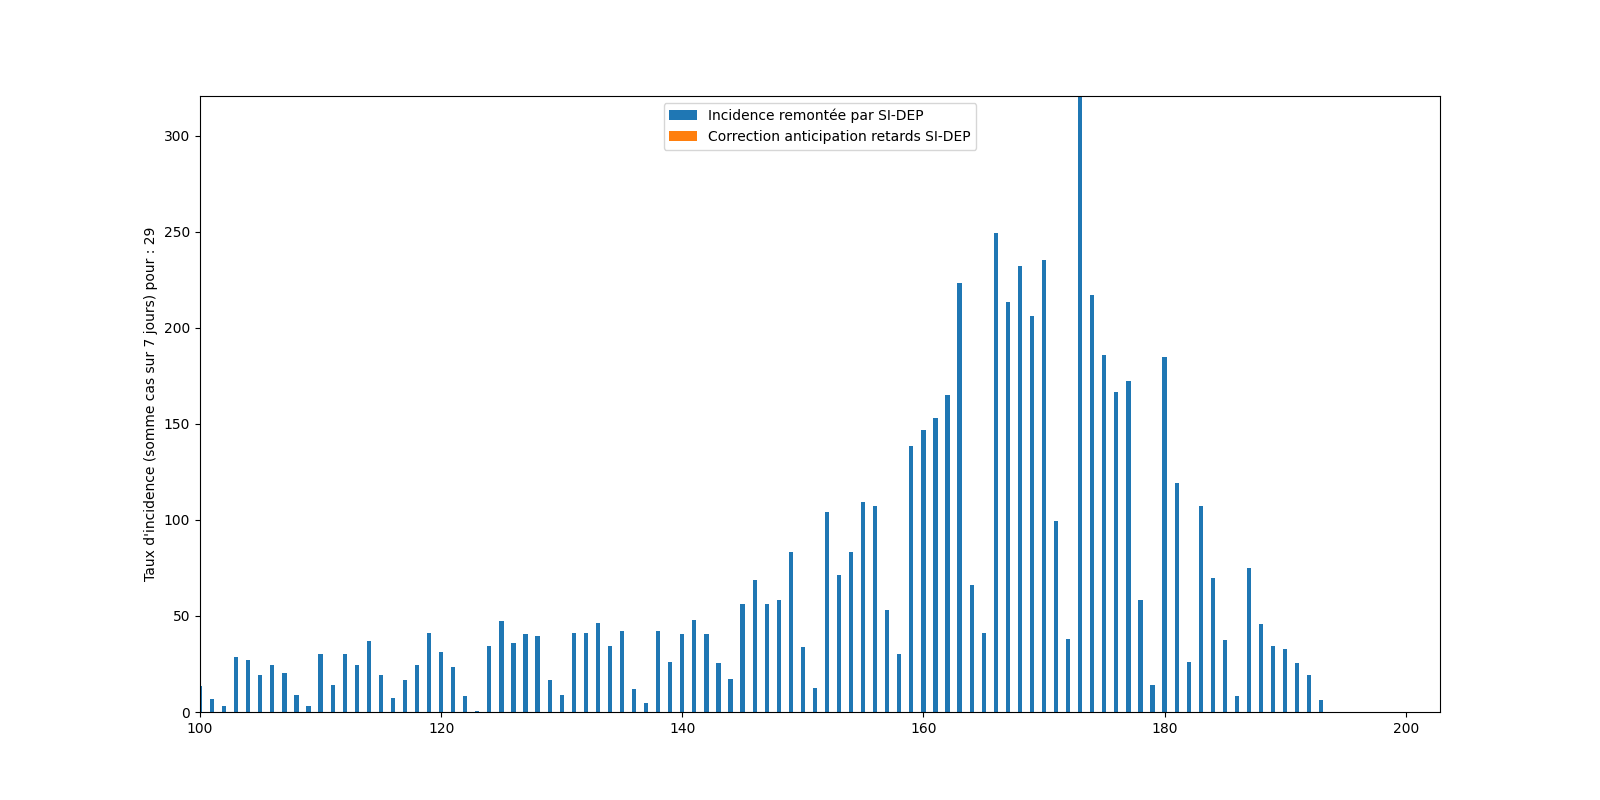 Incidence remontée par SI-DEP
Correction anticipation retards SI-DEP
Taux d'incidence (somme cas sur 7 jours) pour : 29
300
250
200
150
100
50
0
100 120 140 160 180 200